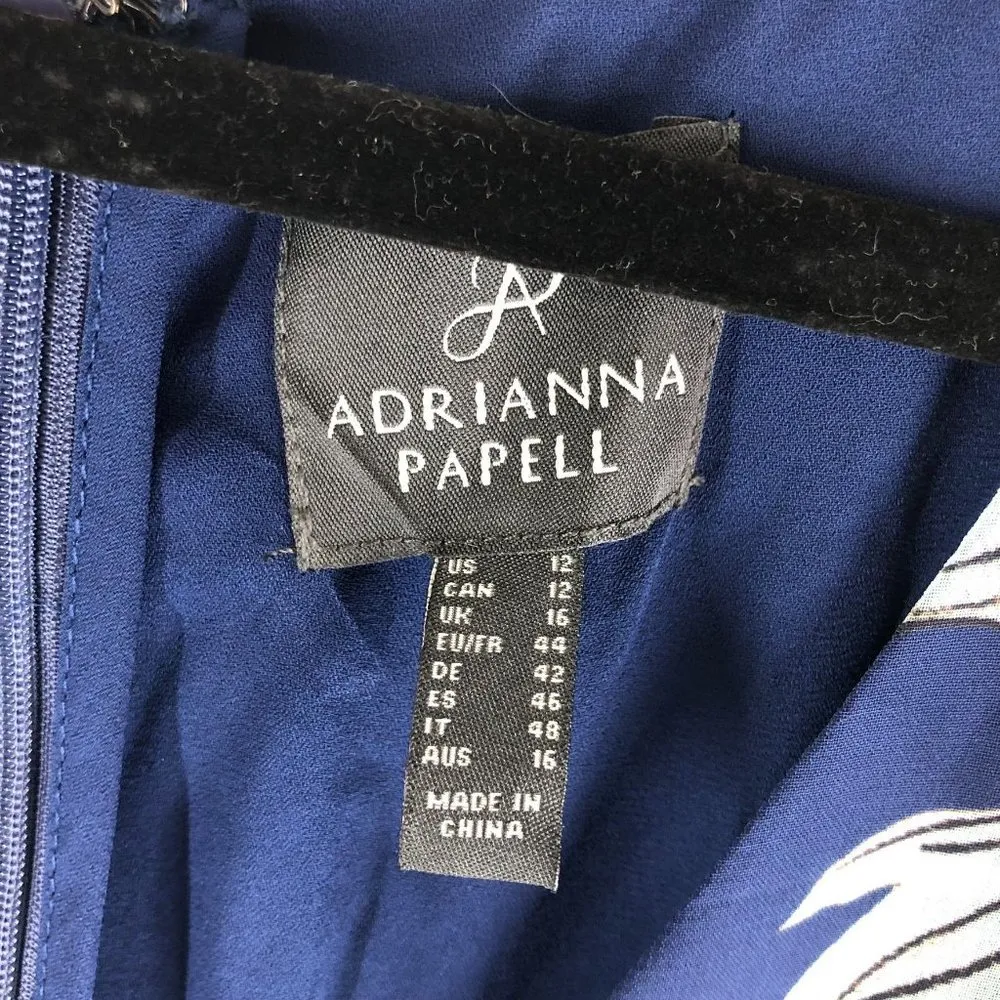 ADRIANNA
PAPELL
US 12
CAN 12
UK 16
EU/FR 44
DE 42
ES 46
IT 48
AUS 16
MADE IN
CHINA